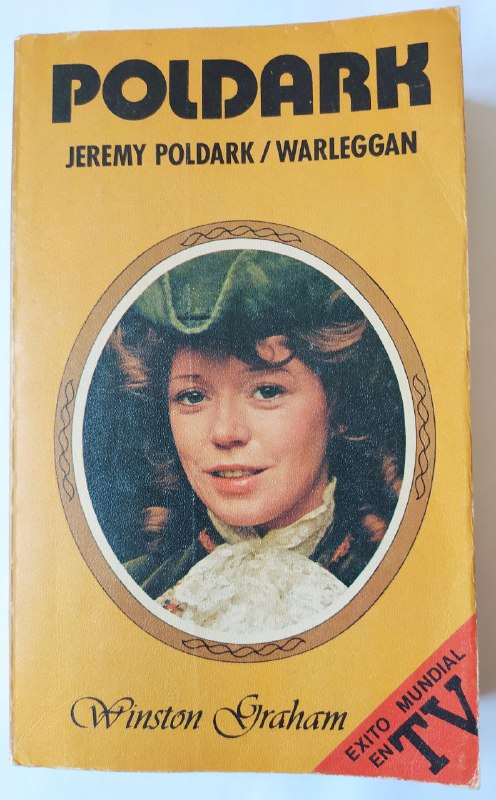 POLDARK
JEREMY POLDARK / WARLEGGAN
Winston Graham
EXITO MUNDIAL
EN TV